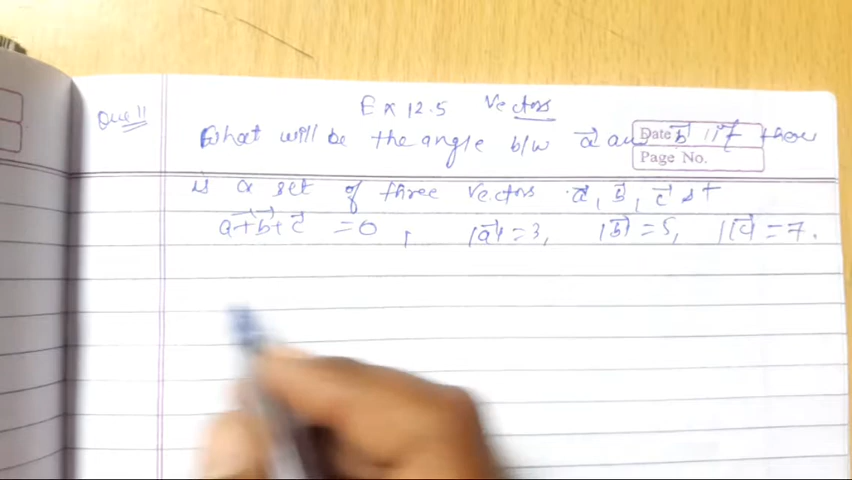 Ex 12.5 Vectors
Que 11
What will be the angle b/w a⃗ and b⃗ if there
Date
Page No.
is a set of three vectors a⃗, b⃗, c⃗ st
a⃗+b⃗+c⃗ =0, |a⃗|=3, |b⃗|=5, |c⃗|=7.